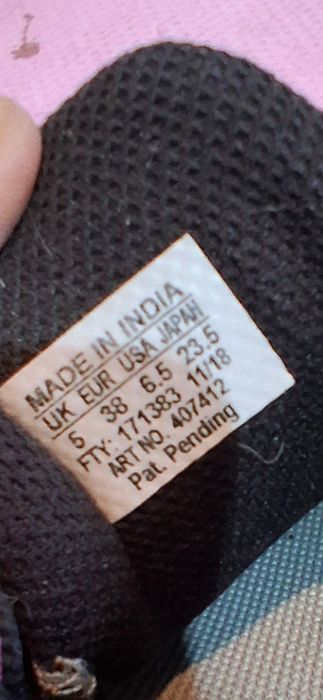 MADE IN INDIA
UK EUR USA JAPAN
5 38 6.5 23.5
FTY: 171383 11/18
ART NO. 407412
Pat. Pending